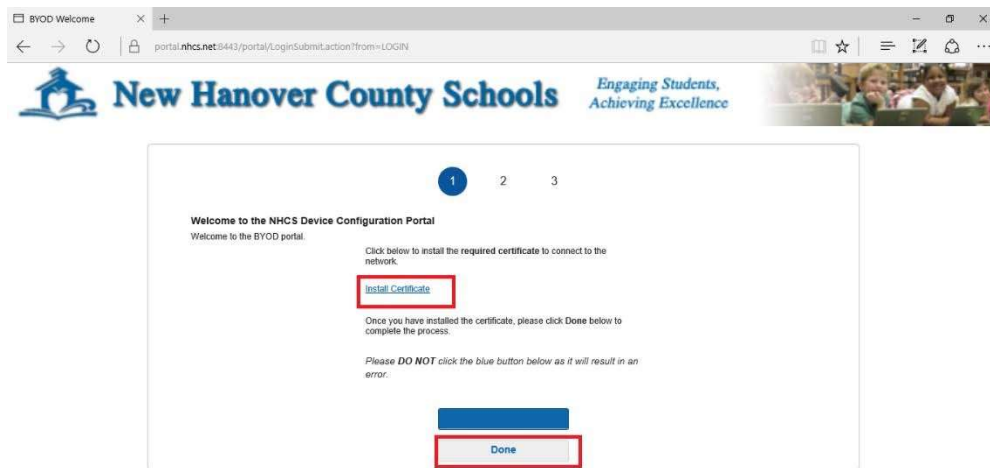 BYOD Welcome
portal.nhcs.net:8443/portal/LoginSubmit.action?from=LOGIN
New Hanover County Schools
Engaging Students,
Achieving Excellence
1 2 3
Welcome to the NHCS Device Configuration Portal
Welcome to the BYOD portal.
Click below to install the required certificate to connect to the
network.
Install Certificate
Once you have installed the certificate, please click Done below to
complete the process.
Please DO NOT click the blue button below as it will result in an
error.
Done